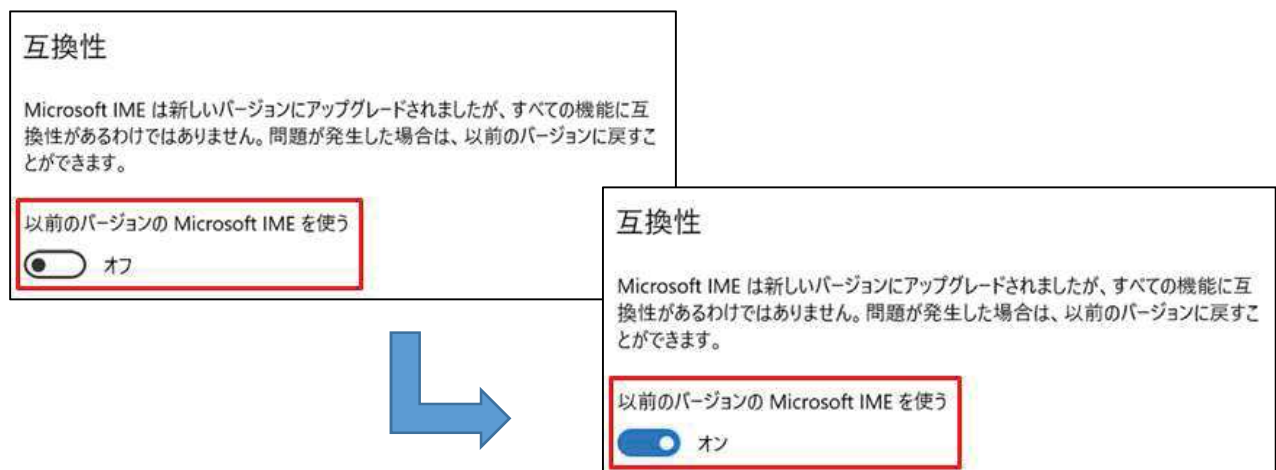 互換性
Microsoft IME は新しいバージョンにアップグレードされましたが、すべての機能に互
換性があるわけではありません。問題が発生した場合は、以前のバージョンに戻すこ
とができます。
以前のバージョンの Microsoft IME を使う
オフ
互換性
Microsoft IME は新しいバージョンにアップグレードされましたが、すべての機能に互
換性があるわけではありません。問題が発生した場合は、以前のバージョンに戻すこ
とができます。
以前のバージョンの Microsoft IME を使う
オン